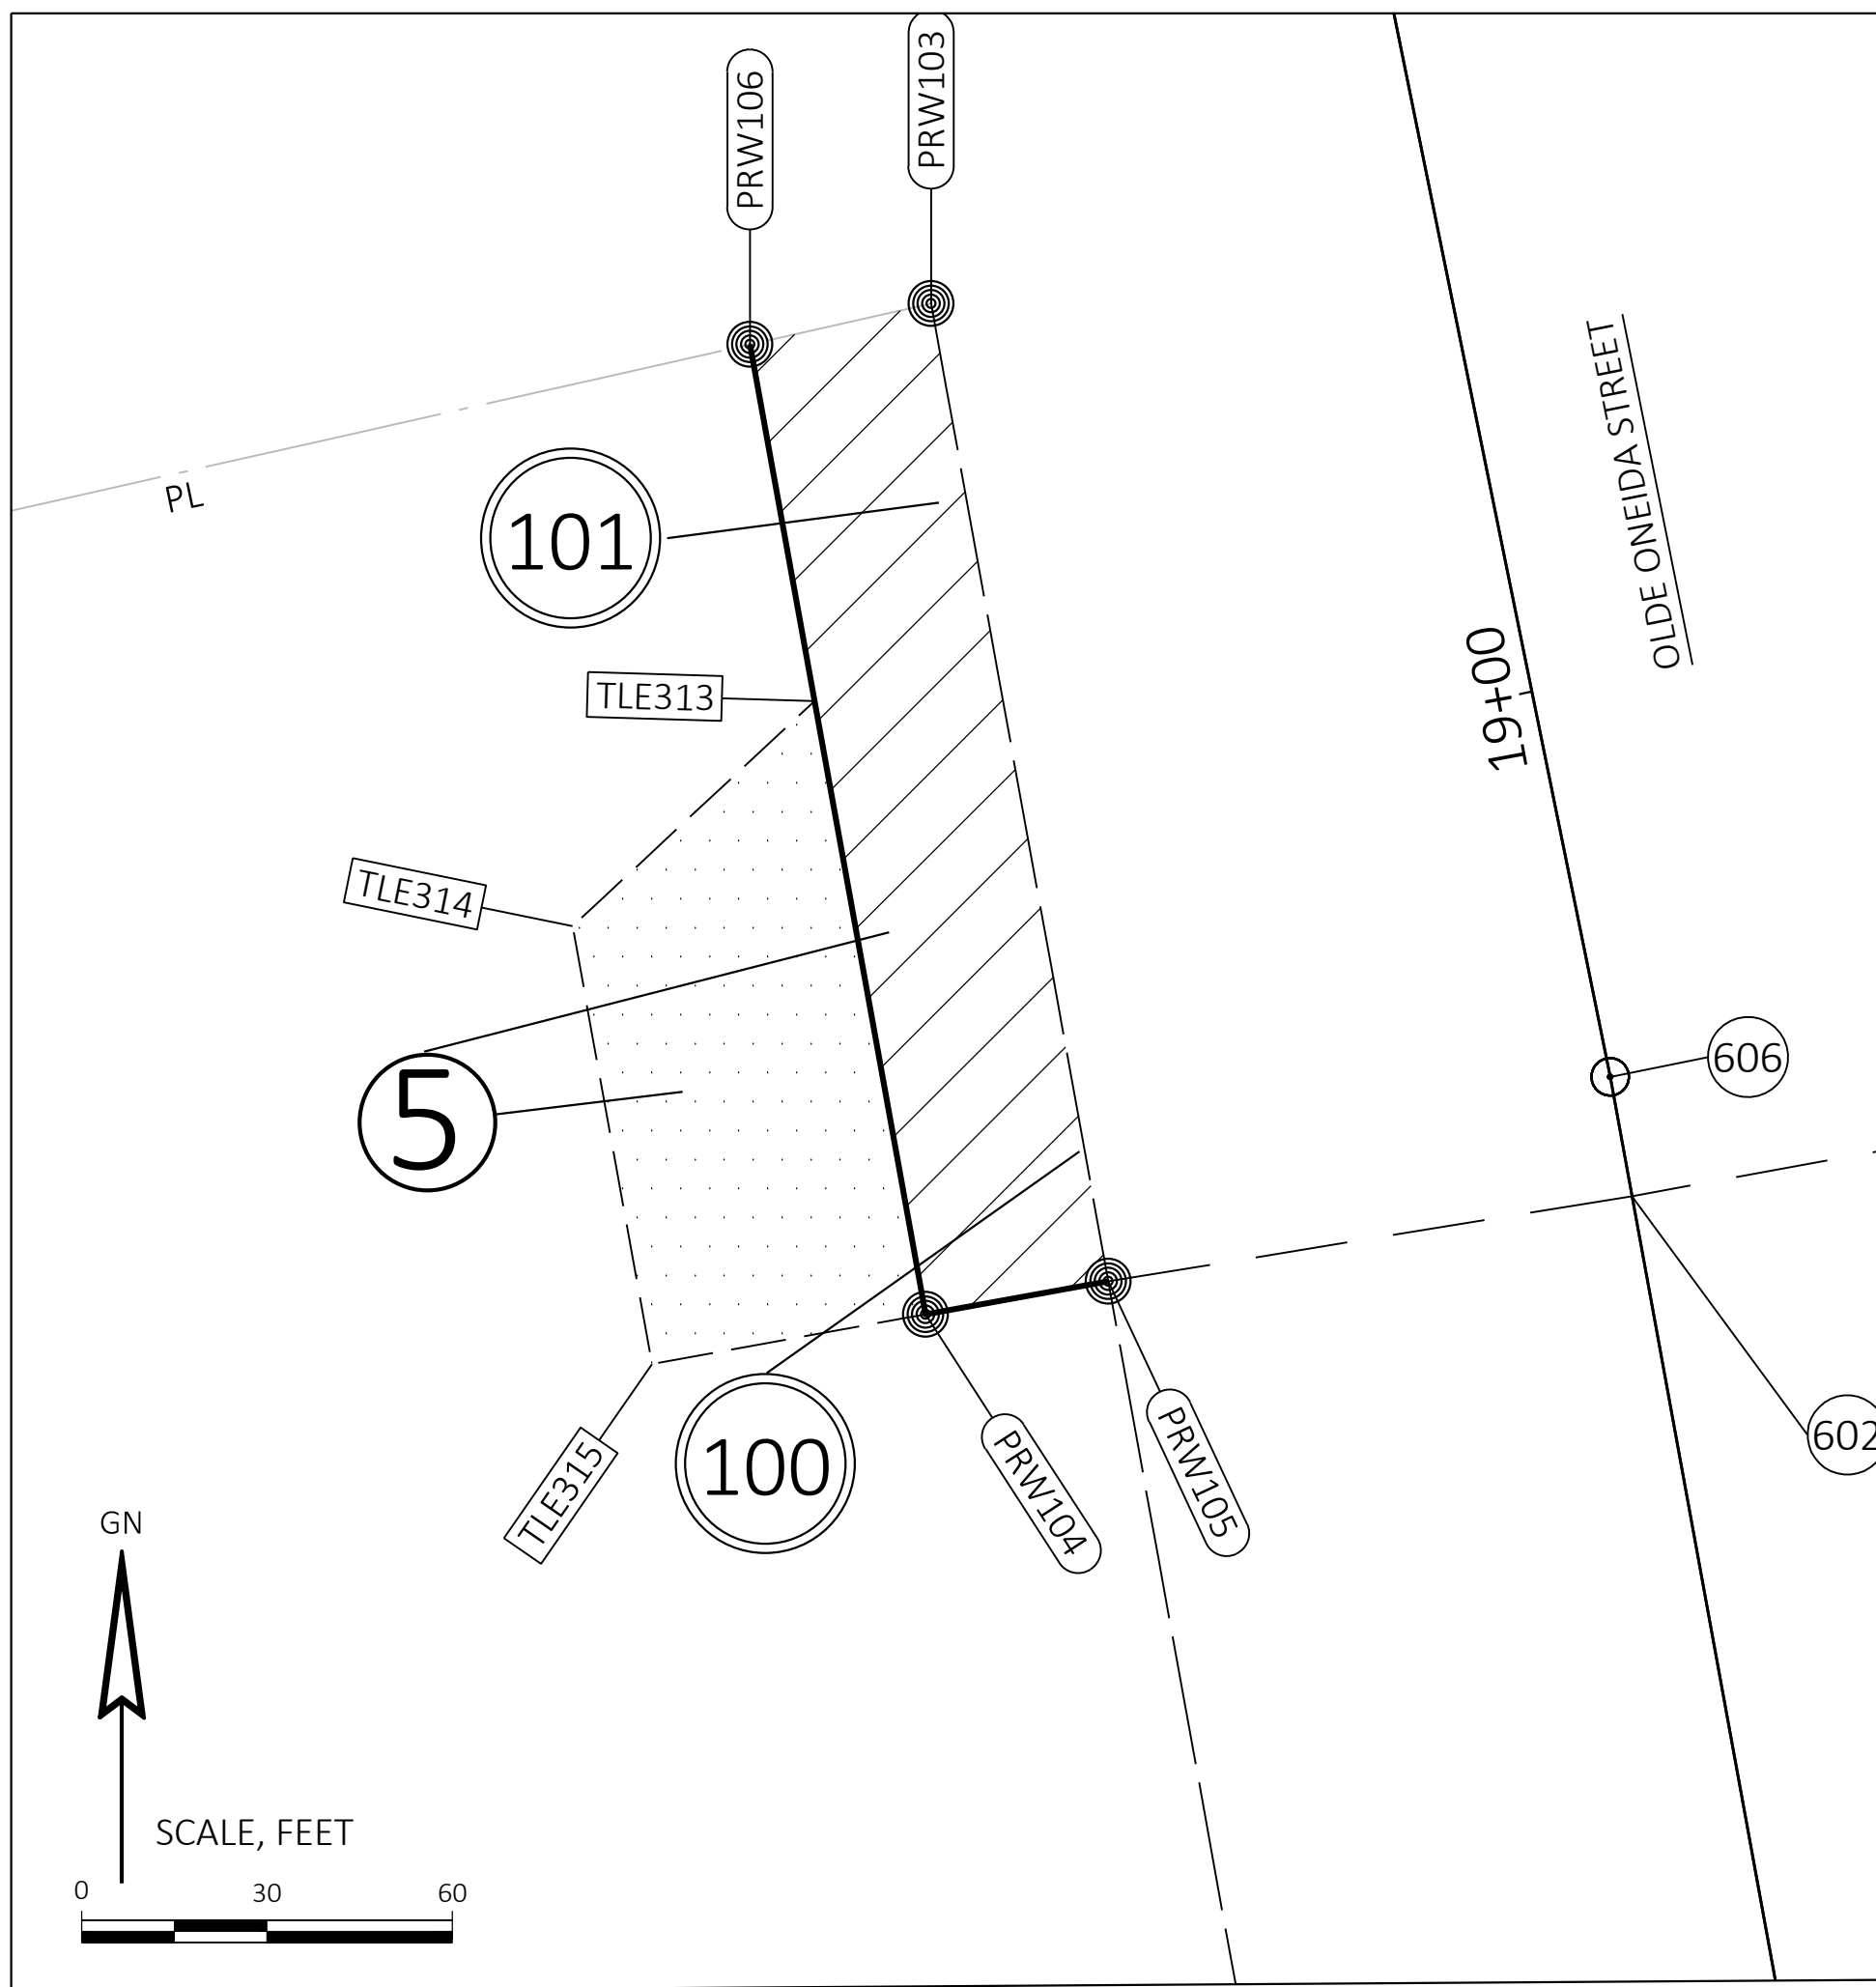 PRW106
PRW103
PL
101
OLDE ONEIDA STREET
19+00
TLE313
TLE314
5
606
602
100
TLE315
PRW104
PRW105
GN
SCALE, FEET
0 30 60